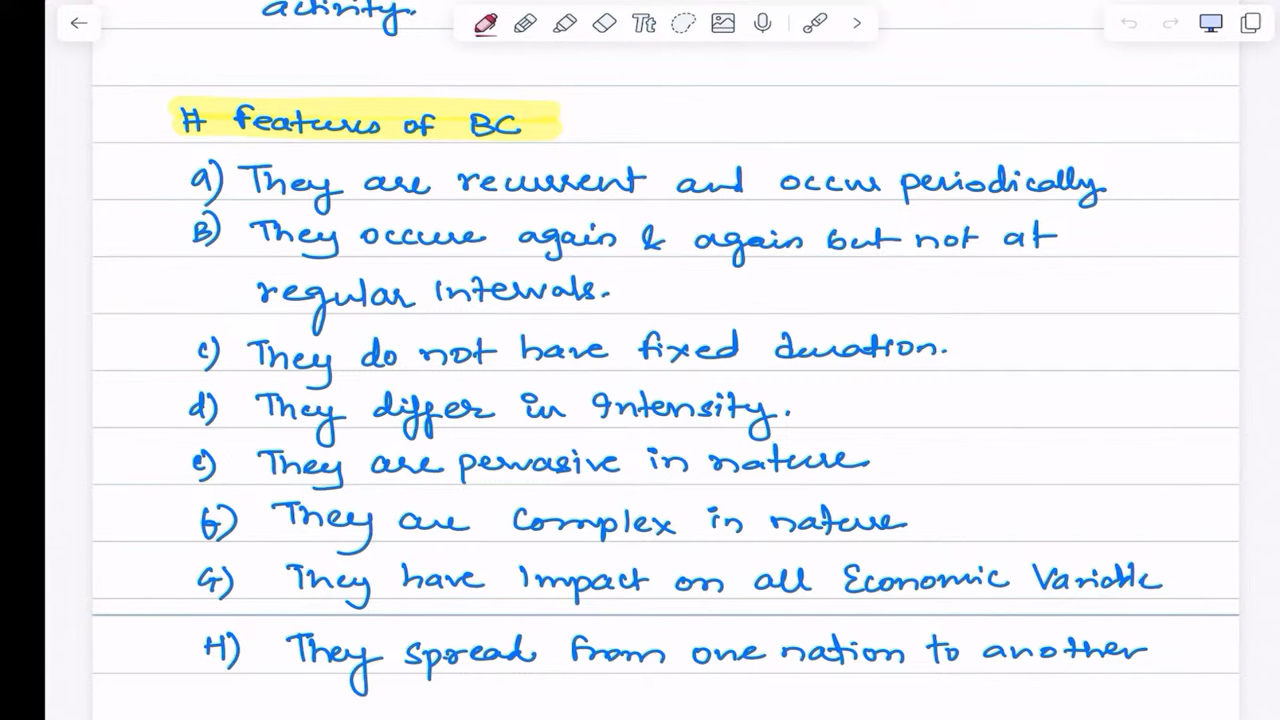 activity.
Tt
# features of BC
a) They are recurrent and occur periodically.
B) They occure again & again but not at
regular intervals.
c) They do not have fixed duration.
d) They differ in Intensity.
e) They are pervasive in nature
They are complex in nature
G) They have Impact on all Economic Variable
H) They spread from one nation to another